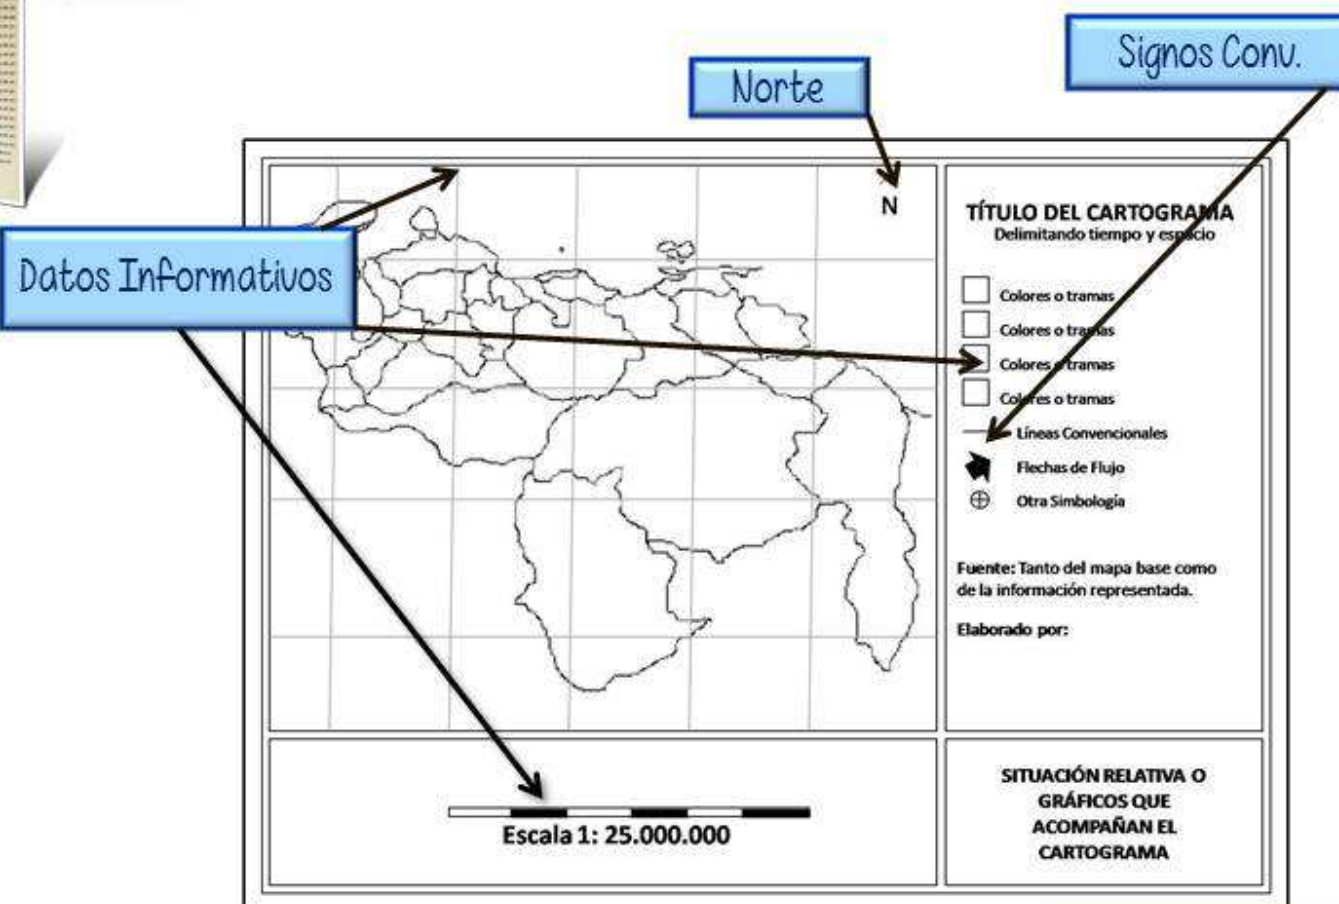 Signos Conv.
Norte
Datos Informativos
N
TÍTULO DEL CARTOGRAMA
Delimitando tiempo y espacio
Colores o tramas
Colores o tramas
Colores o tramas
Colores o tramas
Líneas Convencionales
Flechas de Flujo
Otra Simbología
Fuente: Tanto del mapa base como
de la información representada.
Elaborado por:
Escala 1: 25.000.000
SITUACIÓN RELATIVA O
GRÁFICOS QUE
ACOMPAÑAN EL
CARTOGRAMA